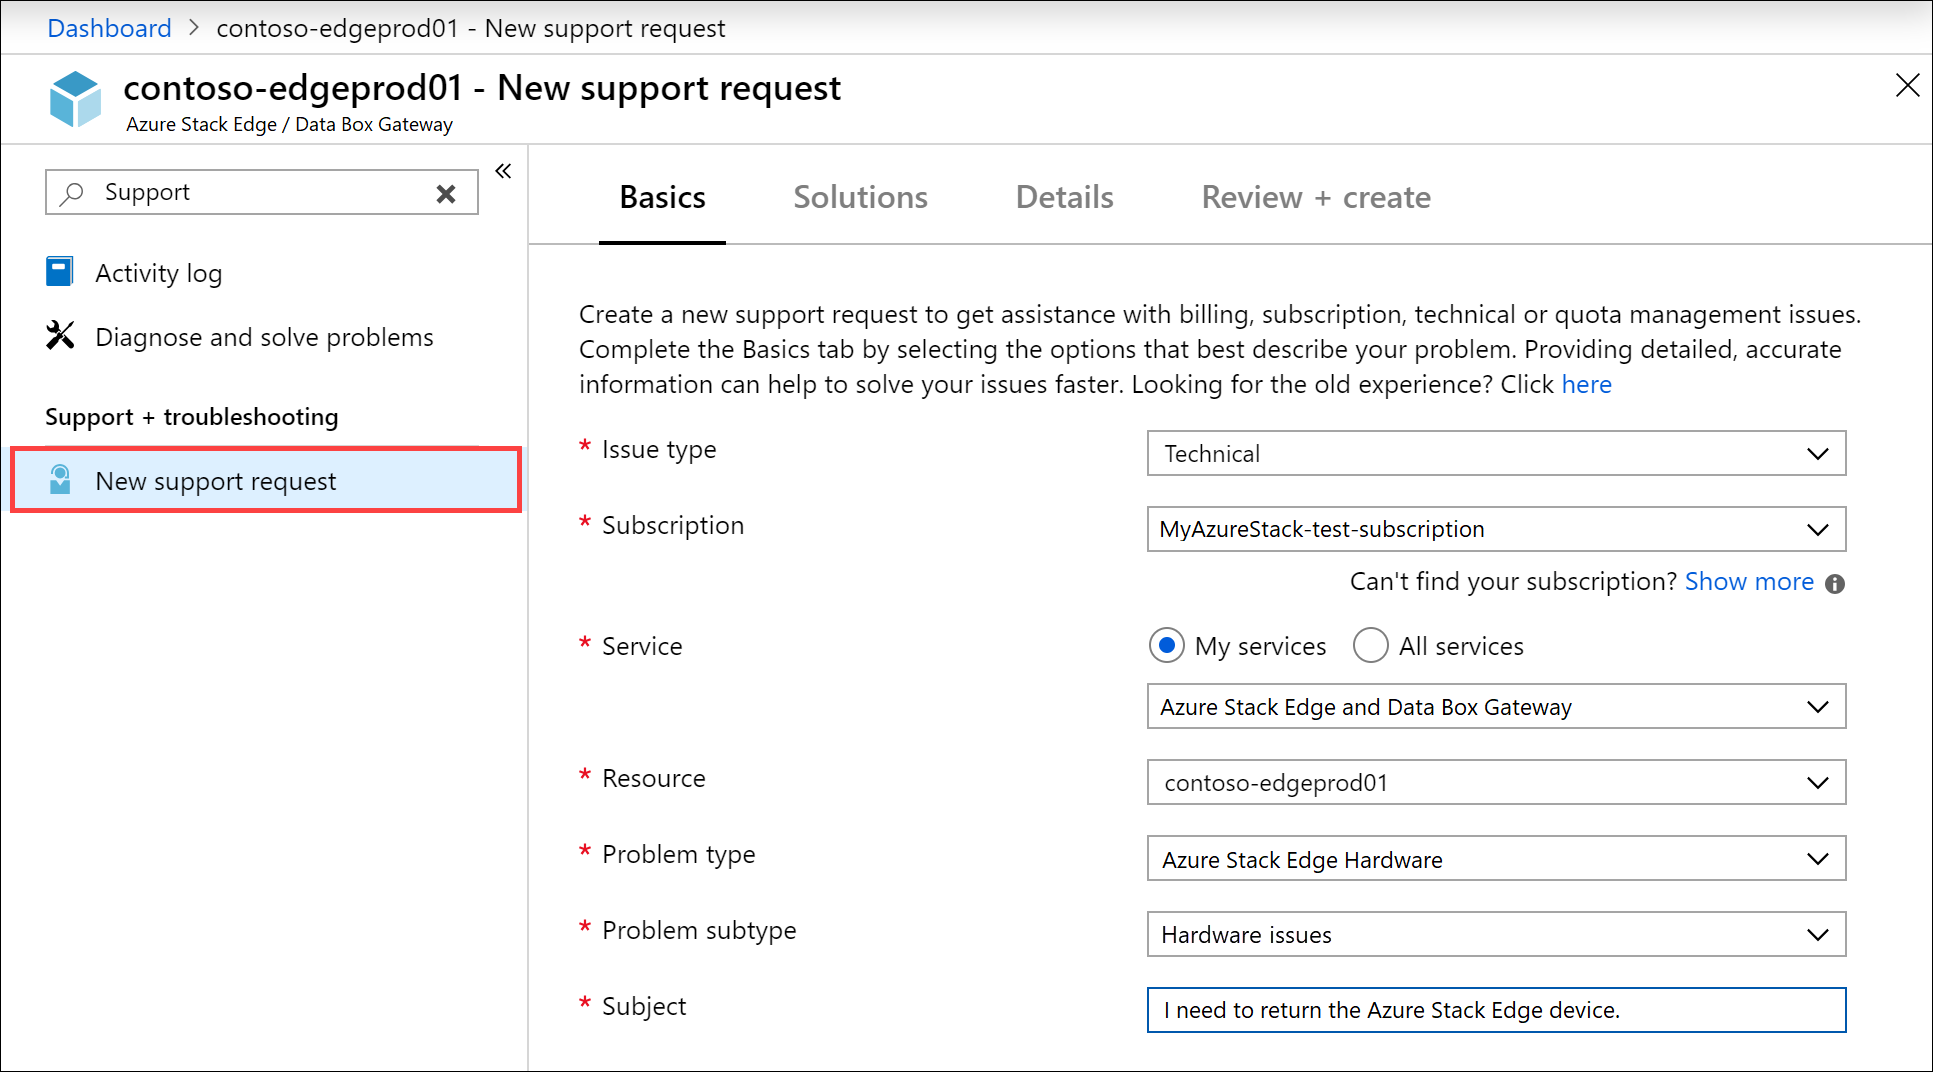 Dashboard > contoso-edgeprod01 - New support request
contoso-edgeprod01 - New support request
Azure Stack Edge / Data Box Gateway
Support
Activity log
Diagnose and solve problems
Support + troubleshooting
New support request
Basics Solutions Details Review + create
Create a new support request to get assistance with billing, subscription, technical or quota management issues.
Complete the Basics tab by selecting the options that best describe your problem. Providing detailed, accurate
information can help to solve your issues faster. Looking for the old experience? Click here
* Issue type Technical
* Subscription MyAzureStack-test-subscription
Can't find your subscription? Show more
* Service My services All services
Azure Stack Edge and Data Box Gateway
* Resource contoso-edgeprod01
* Problem type Azure Stack Edge Hardware
* Problem subtype Hardware issues
* Subject I need to return the Azure Stack Edge device.